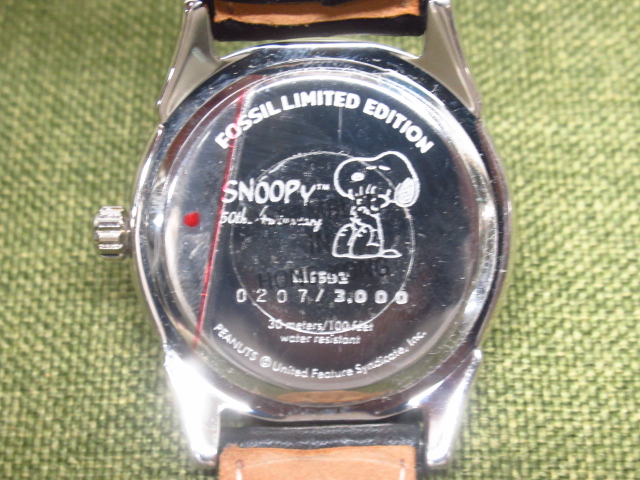 FOSSIL LIMITED EDITION
SNOOPY™
50th Anniversary
0207/3,000
30 meters/100 feet
water resistant
PEANUTS © United Feature Syndicate, Inc.